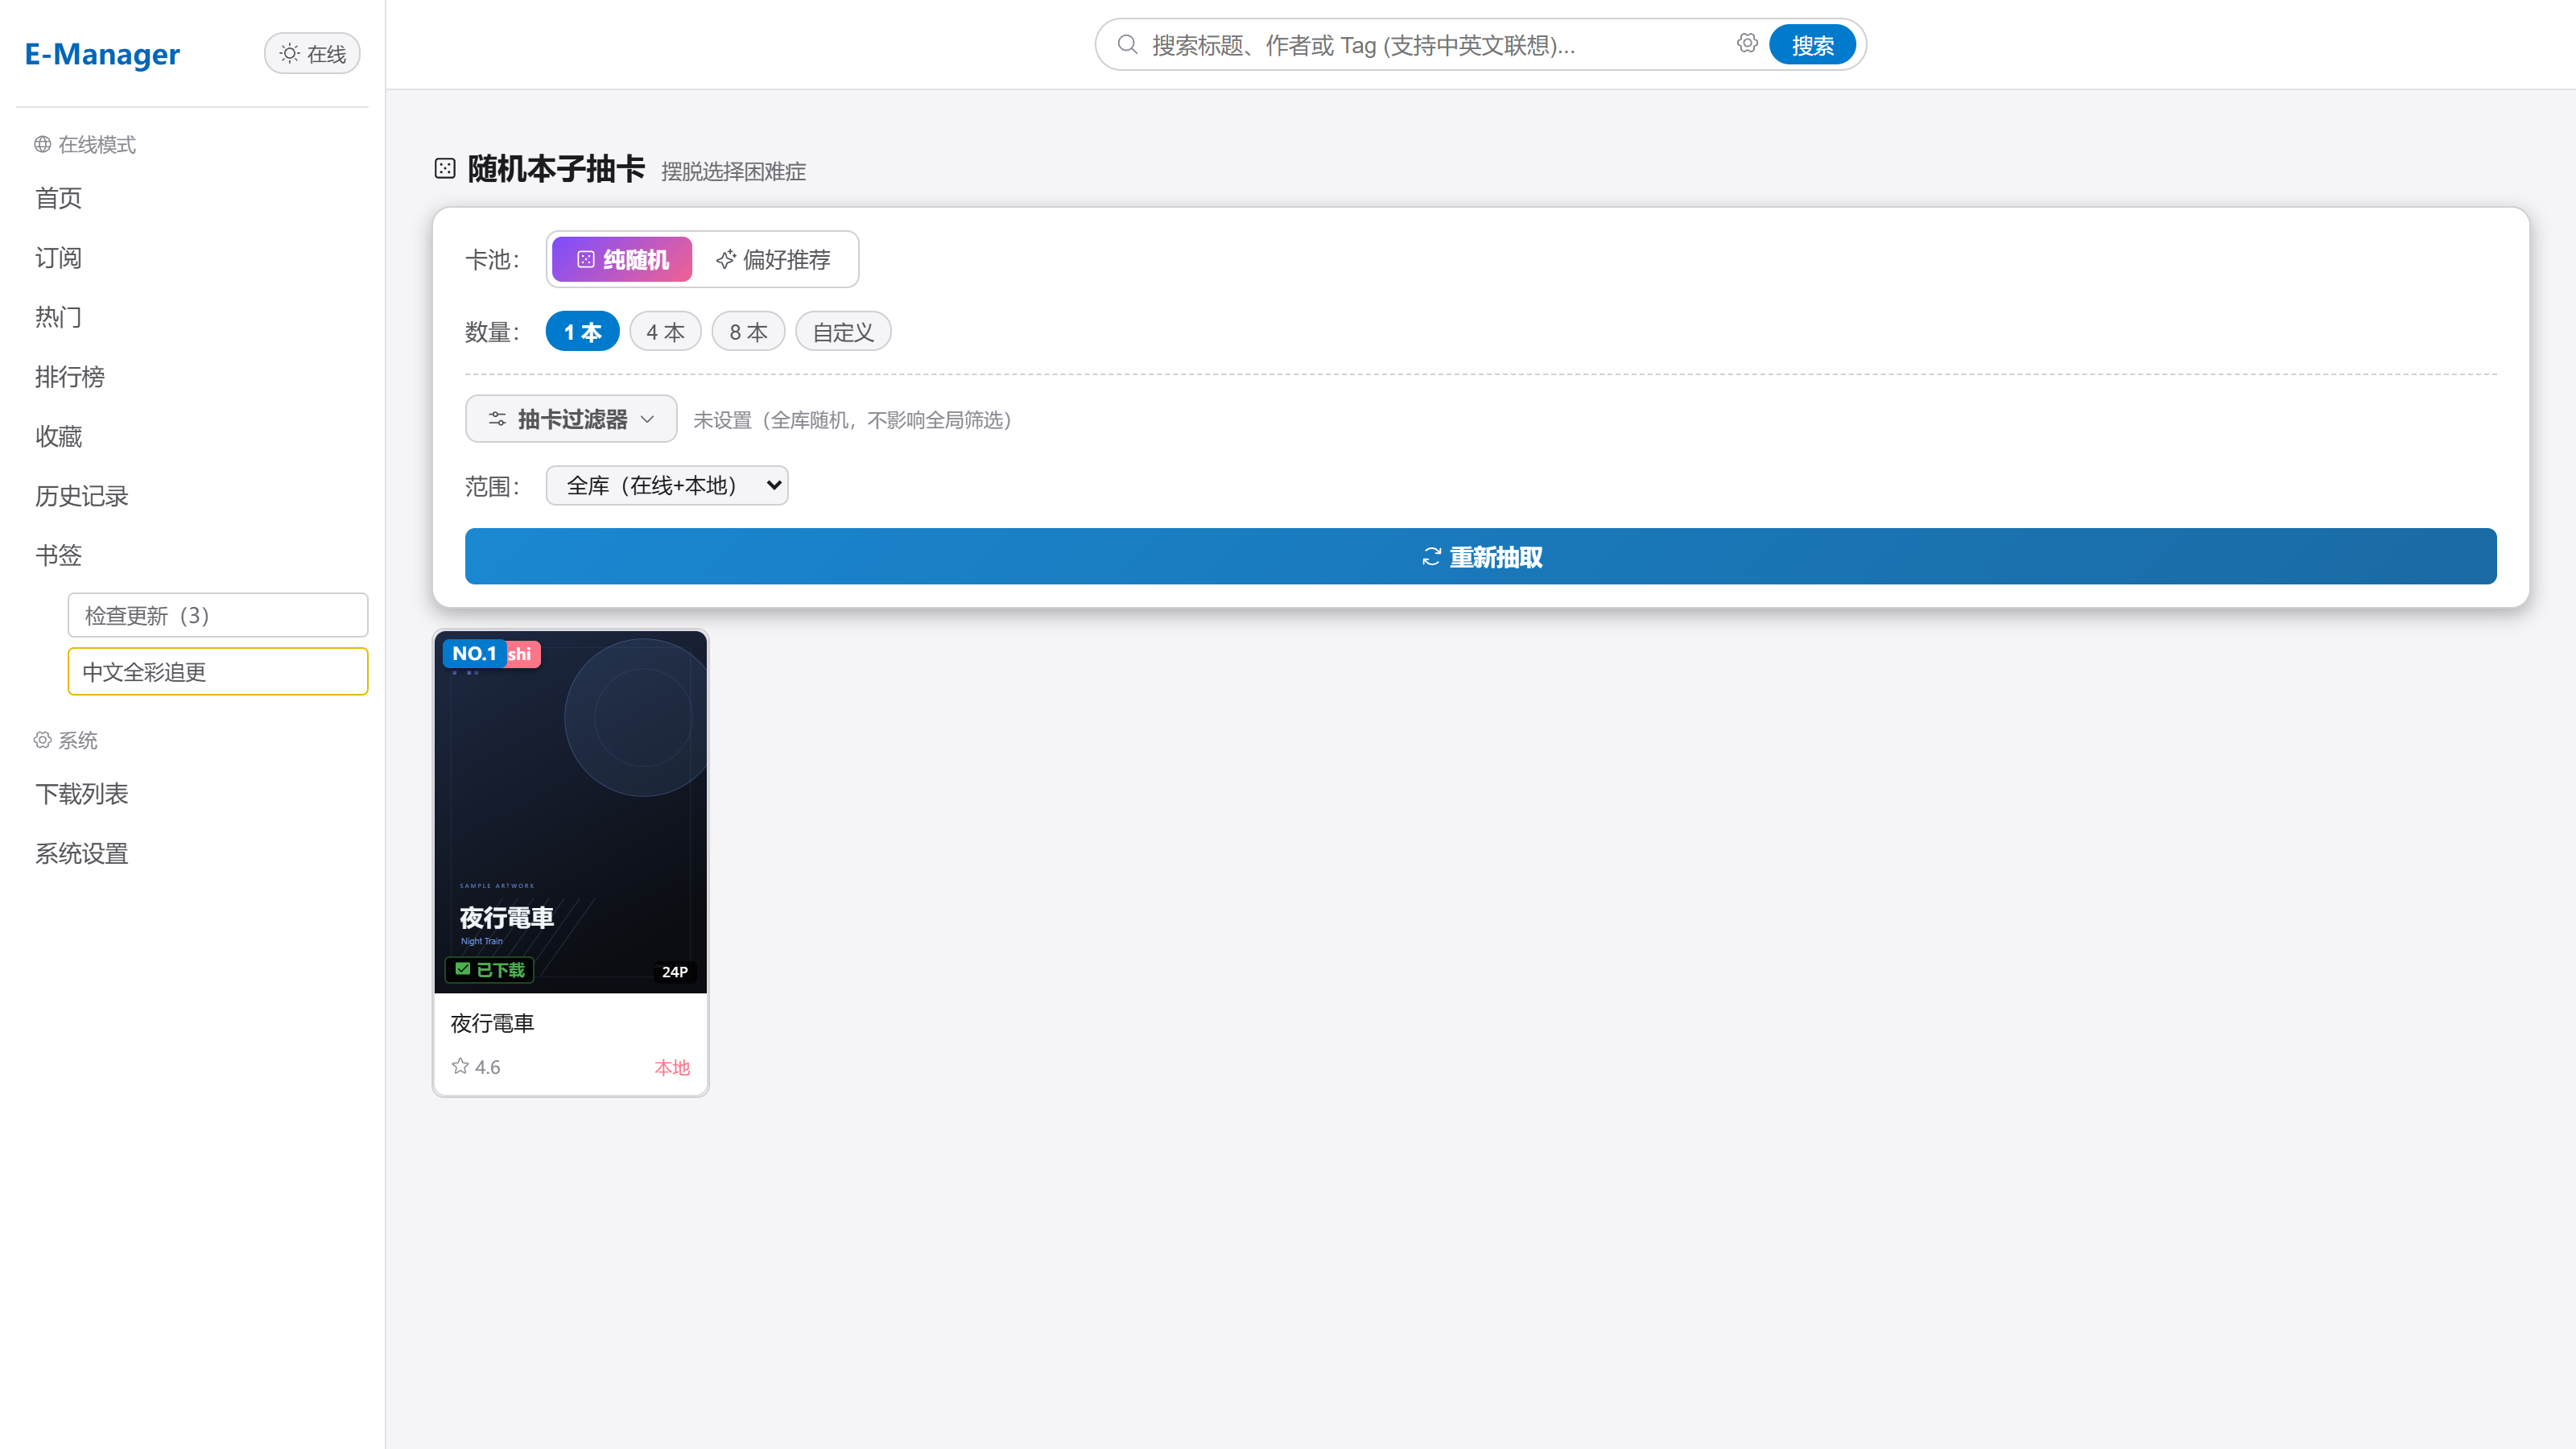 E-Manager
在线
搜索标题、作者或 Tag (支持中英文联想)...
搜索
在线模式
首页
订阅
热门
排行榜
收藏
历史记录
书签
检查更新（3）
中文全彩追更
系统
下载列表
系统设置
随机本子抽卡 摆脱选择困难症
卡池： 纯随机 偏好推荐
数量： 1 本 4 本 8 本 自定义
抽卡过滤器 未设置（全库随机，不影响全局筛选）
范围： 全库（在线+本地）
重新抽取
NO.1 shi
SAMPLE ARTWORK
夜行電車
Night Train
已下载 24P
夜行電車
4.6 本地